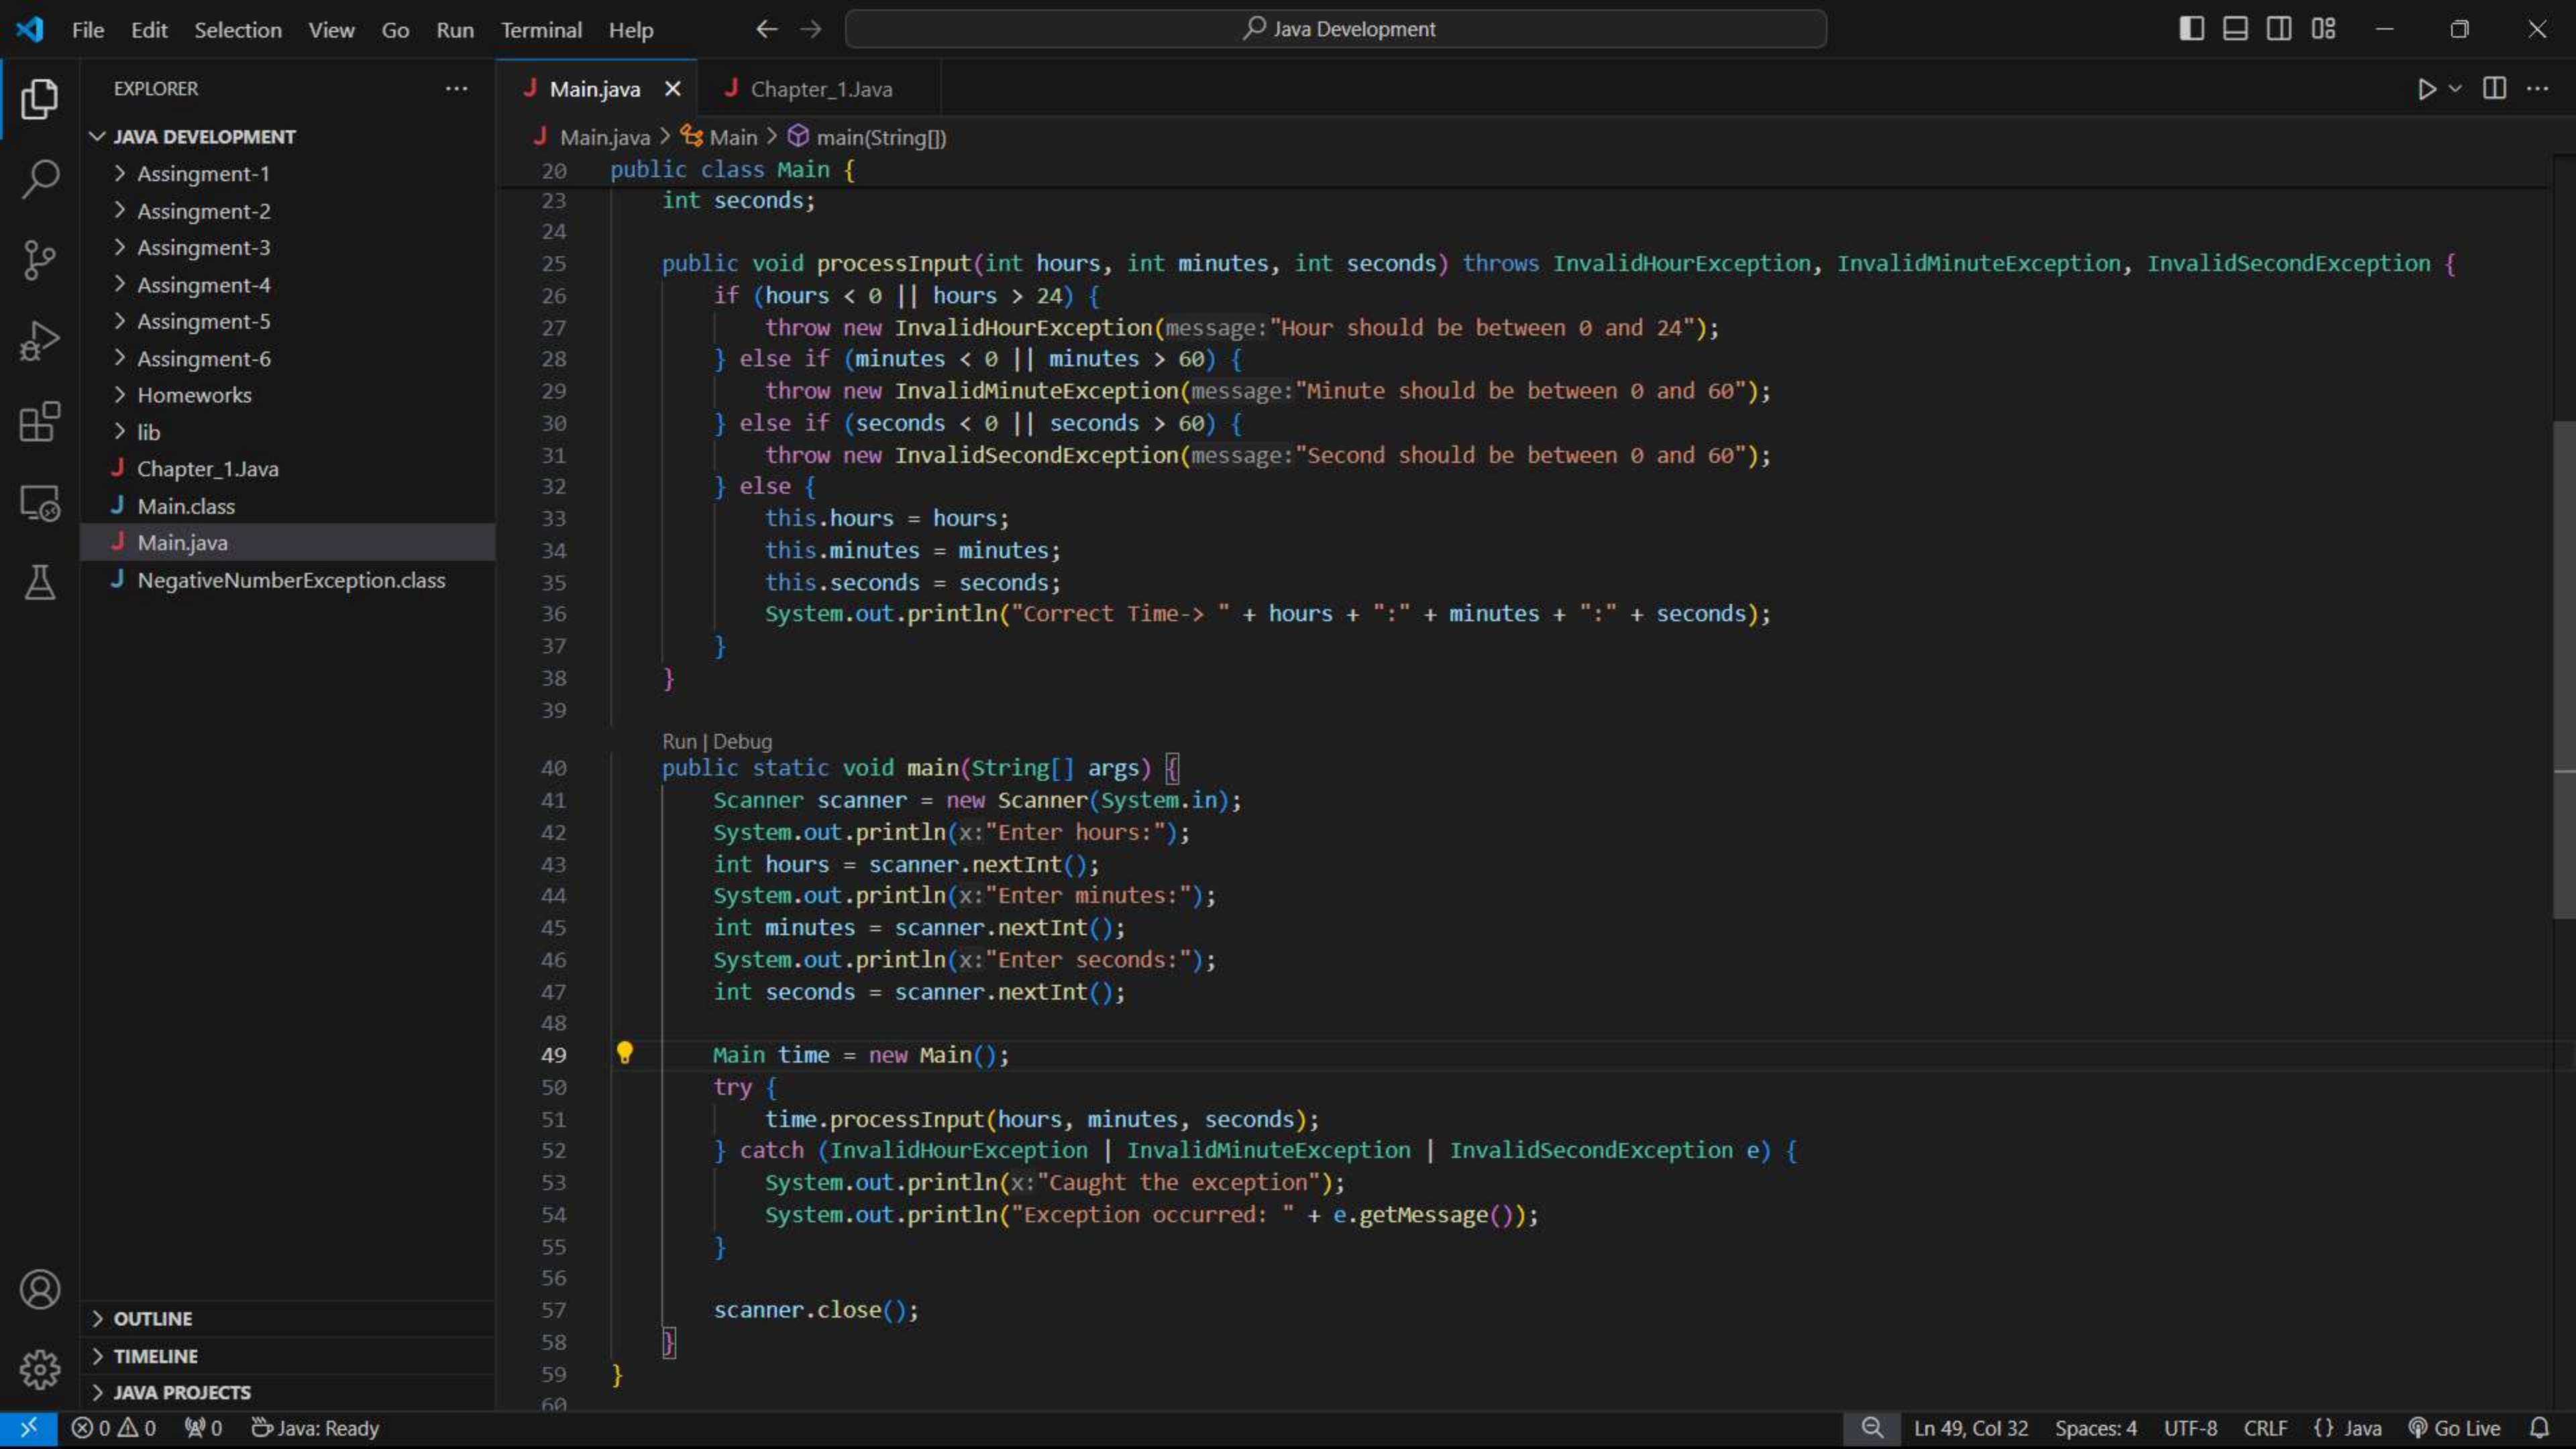 File Edit Selection View Go Run Terminal Help
Java Development
EXPLORER
JAVA DEVELOPMENT
Assingment-1
Assingment-2
Assingment-3
Assingment-4
Assingment-5
Assingment-6
Homeworks
lib
Chapter_1.Java
Main.class
Main.java
NegativeNumberException.class
OUTLINE
TIMELINE
JAVA PROJECTS
Main.java Chapter_1.Java
Main.java > Main > main(String[])
20 public class Main {
23 int seconds;
24
25 public void processInput(int hours, int minutes, int seconds) throws InvalidHourException, InvalidMinuteException, InvalidSecondException {
26 if (hours < 0 || hours > 24) {
27 throw new InvalidHourException(message:"Hour should be between 0 and 24");
28 } else if (minutes < 0 || minutes > 60) {
29 throw new InvalidMinuteException(message:"Minute should be between 0 and 60");
30 } else if (seconds < 0 || seconds > 60) {
31 throw new InvalidSecondException(message:"Second should be between 0 and 60");
32 } else {
33 this.hours = hours;
34 this.minutes = minutes;
35 this.seconds = seconds;
36 System.out.println("Correct Time-> " + hours + ":" + minutes + ":" + seconds);
37 }
38 }
39
Run | Debug
40 public static void main(String[] args) {
41 Scanner scanner = new Scanner(System.in);
42 System.out.println(x:"Enter hours:");
43 int hours = scanner.nextInt();
44 System.out.println(x:"Enter minutes:");
45 int minutes = scanner.nextInt();
46 System.out.println(x:"Enter seconds:");
47 int seconds = scanner.nextInt();
48
49 Main time = new Main();
50 try {
51 time.processInput(hours, minutes, seconds);
52 } catch (InvalidHourException | InvalidMinuteException | InvalidSecondException e) {
53 System.out.println(x:"Caught the exception");
54 System.out.println("Exception occurred: " + e.getMessage());
55 }
56
57 scanner.close();
58 }
59 }
60
0 0 0 Java: Ready Ln 49, Col 32 Spaces: 4 UTF-8 CRLF {} Java Go Live